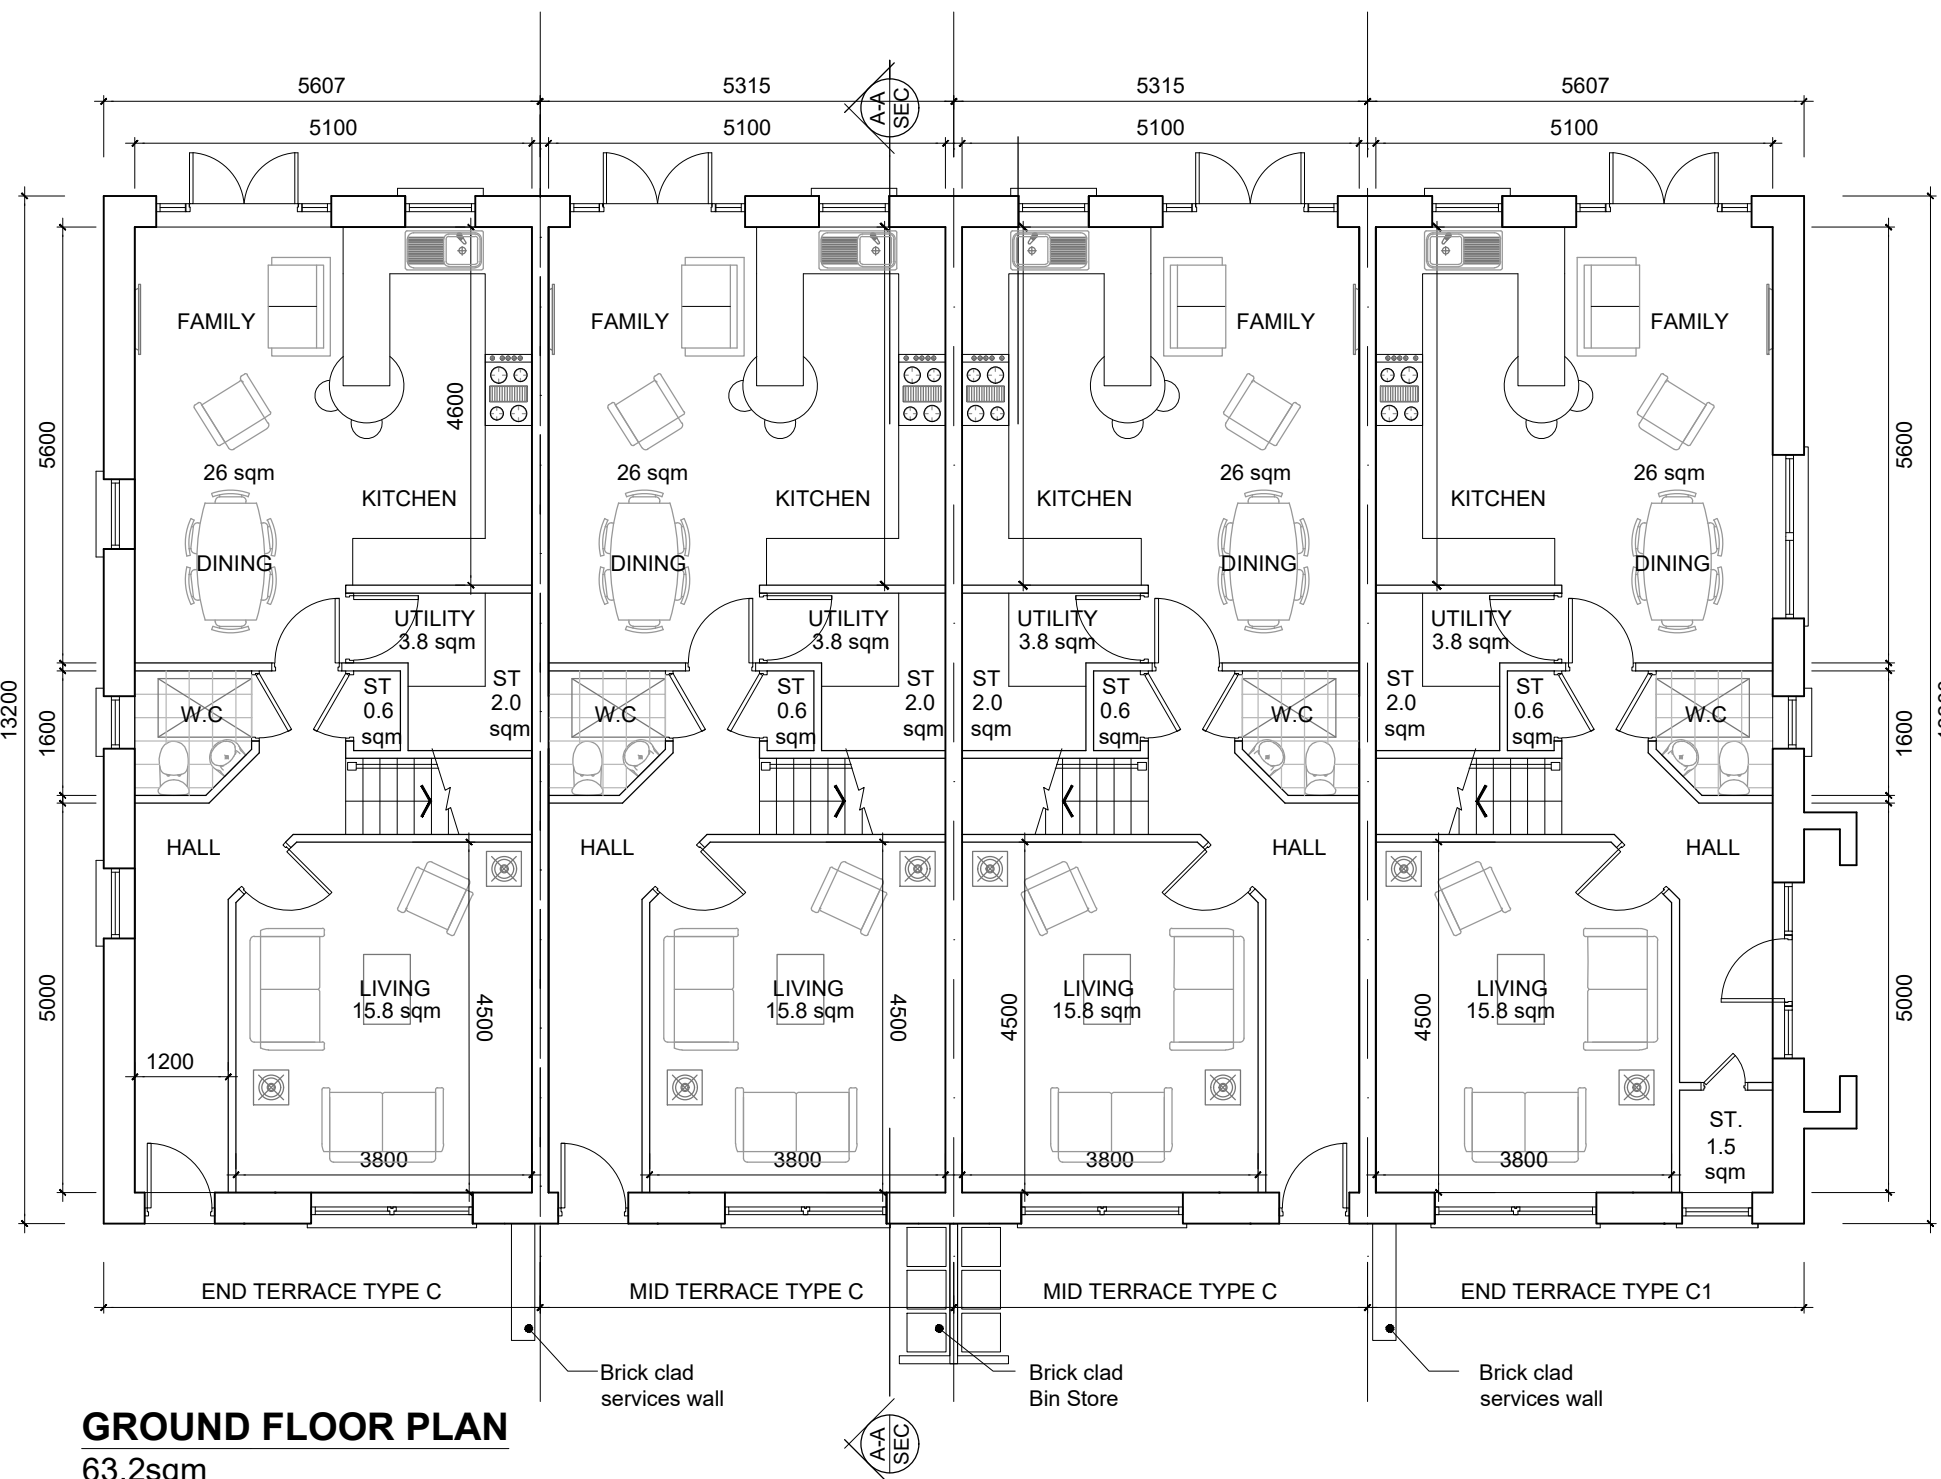 5607
5315
5315
5607
A-A
SEC
5100
5100
5100
5100
FAMILY
FAMILY
FAMILY
FAMILY
4600
5600
5600
26 sqm
26 sqm
26 sqm
26 sqm
KITCHEN
KITCHEN
KITCHEN
KITCHEN
DINING
DINING
DINING
DINING
UTILITY
3.8 sqm
UTILITY
3.8 sqm
UTILITY
3.8 sqm
UTILITY
3.8 sqm
13200
1600
1600
W.C
ST
0.6
sqm
ST
2.0
sqm
W.C
ST
0.6
sqm
ST
2.0
sqm
ST
2.0
sqm
ST
0.6
sqm
W.C
ST
2.0
sqm
ST
0.6
sqm
W.C
HALL
HALL
HALL
HALL
5000
5000
LIVING
15.8 sqm
LIVING
15.8 sqm
LIVING
15.8 sqm
LIVING
15.8 sqm
4500
4500
4500
4500
1200
ST.
1.5
sqm
3800
3800
3800
3800
END TERRACE TYPE C
MID TERRACE TYPE C
MID TERRACE TYPE C
END TERRACE TYPE C1
Brick clad
services wall
Brick clad
Bin Store
Brick clad
services wall
A-A
SEC
GROUND FLOOR PLAN
63.2sqm